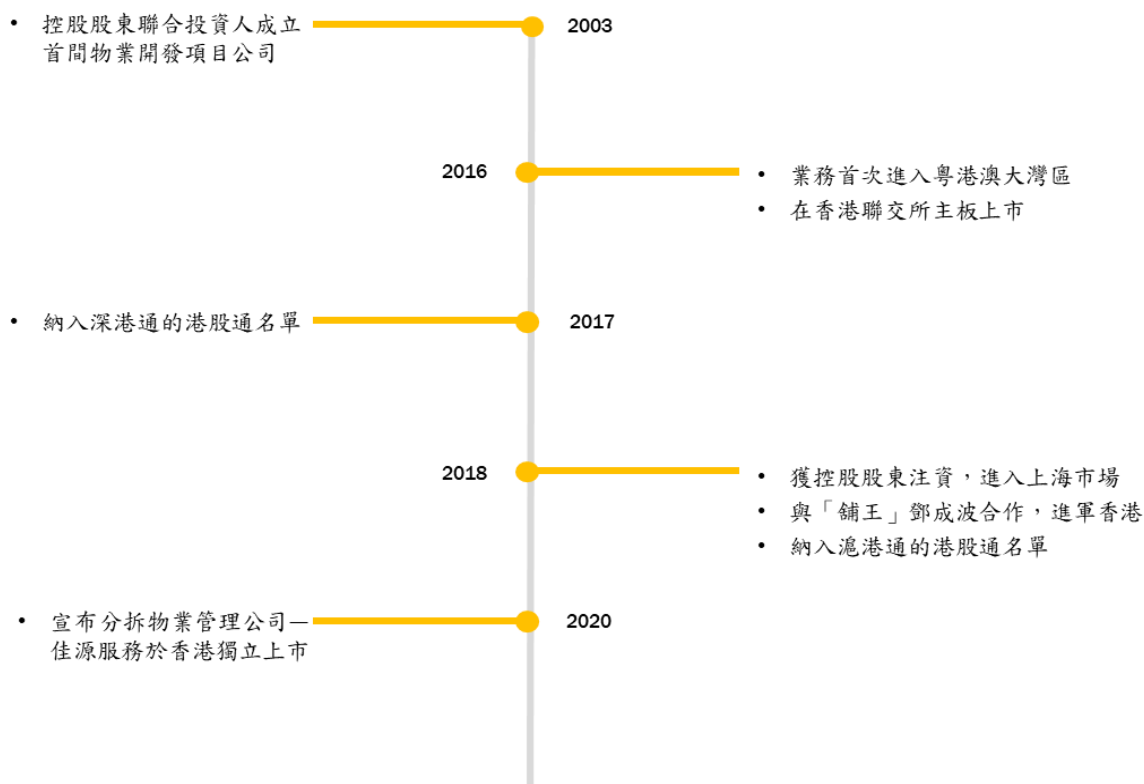 • 控股股東聯合投資人成立
首間物業開發項目公司
2003
2016
• 業務首次進入粵港澳大灣區
• 在香港聯交所主板上市
• 納入深港通的港股通名單
2017
2018
• 獲控股股東注資，進入上海市場
• 與「舖王」鄧成波合作，進軍香港
• 納入滬港通的港股通名單
• 宣布分拆物業管理公司—
佳源服務於香港獨立上市
2020